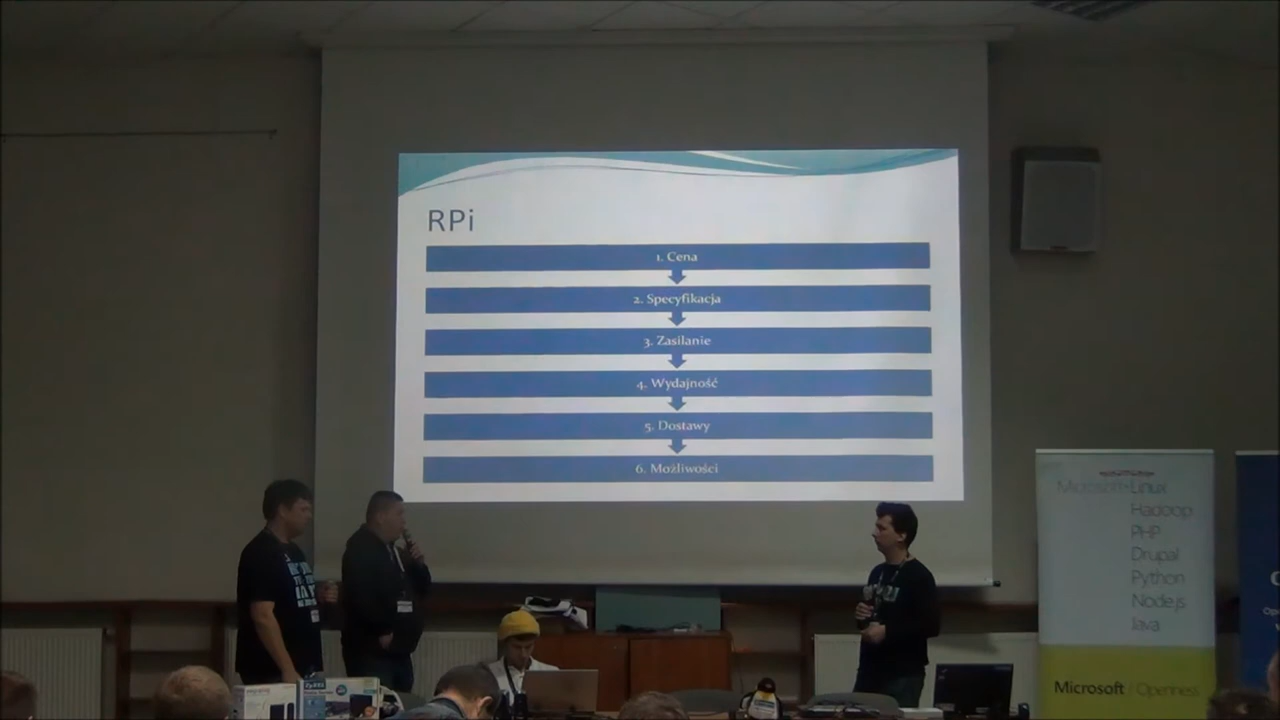 RPi
1. Cena
2. Specyfikacja
3. Zasilanie
4. Wydajność
5. Dostawy
6. Możliwości
Microsoft+Linux
Hadoop
PHP
Drupal
Python
Node.js
Java
Microsoft | Openness